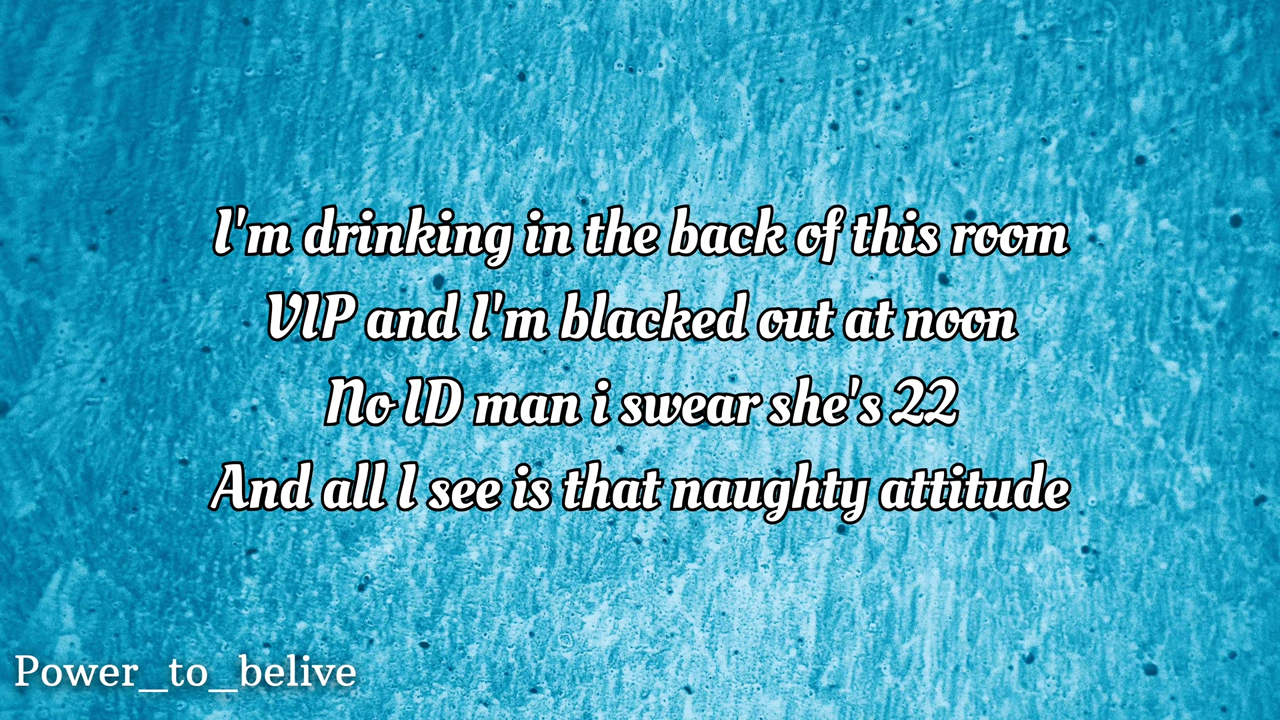 I'm drinking in the back of this room
VIP and I'm blacked out at noon
No ID man i swear she's 22
And all I see is that naughty attitude
Power_to_belive